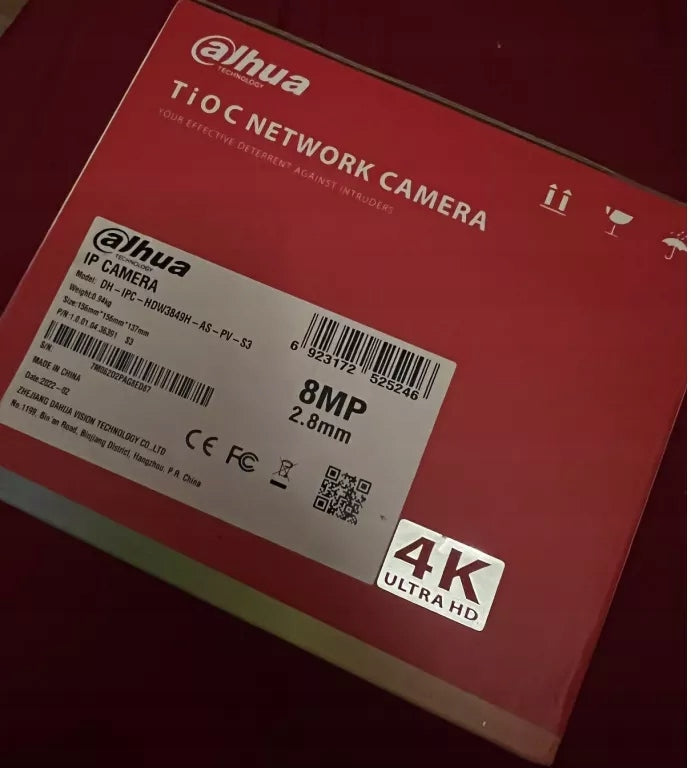 alhua
TECHNOLOGY
TiOC NETWORK CAMERA
YOUR EFFECTIVE DETERRENT AGAINST INTRUDERS
alhua
TECHNOLOGY
IP CAMERA
Model: DH-IPC-HDW3849H-AS-PV-S3
Weight:0.94kg
Size:156mm*156mm*137mm
P/N:1.0.01.04.36391 S3
S/N:
7M06202PAG6ED87
MADE IN CHINA
Date:2022-02
ZHEJIANG DAHUA VISION TECHNOLOGY CO.,LTD
No.1199, Bin'an Road, Binjiang District, Hangzhou, P.R. China
6 923172 525246
8MP
2.8mm
CE FC
4K
ULTRA HD